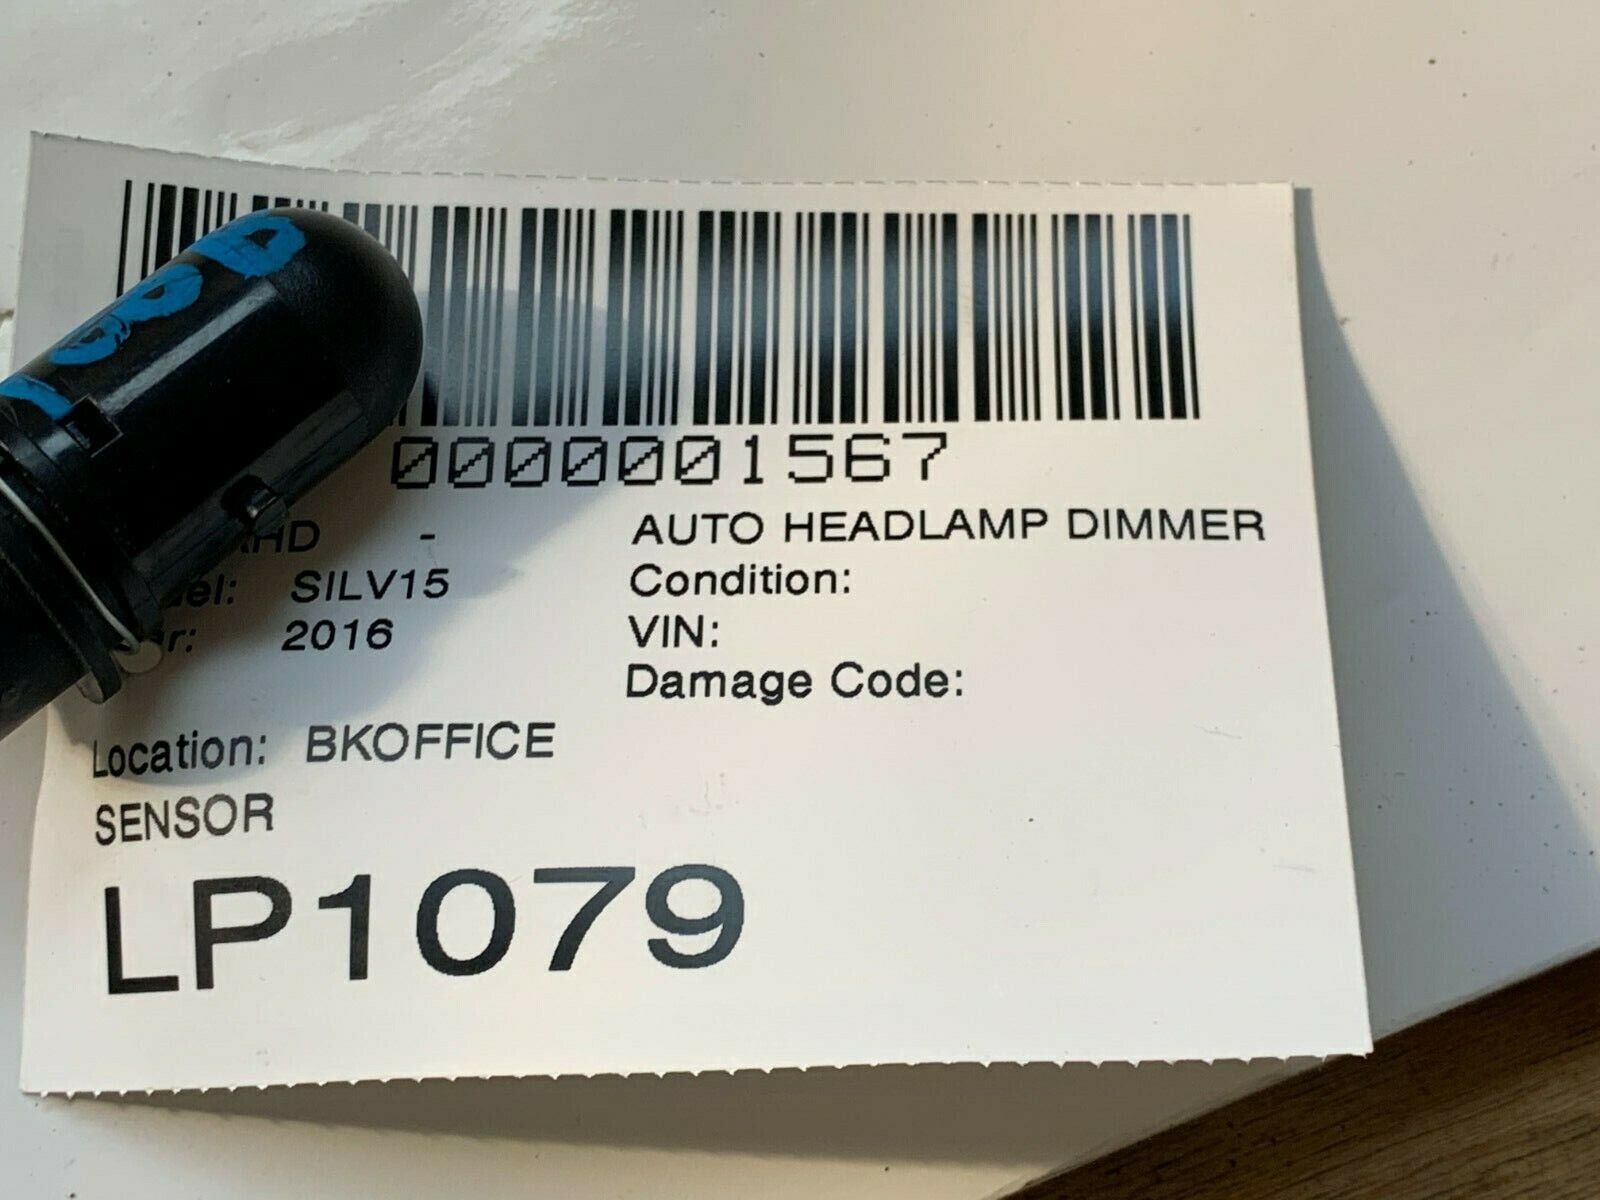 0000001567
AUTO HEADLAMP DIMMER
SILV15 Condition:
2016 VIN:
Damage Code:
Location: BKOFFICE
SENSOR
LP1079